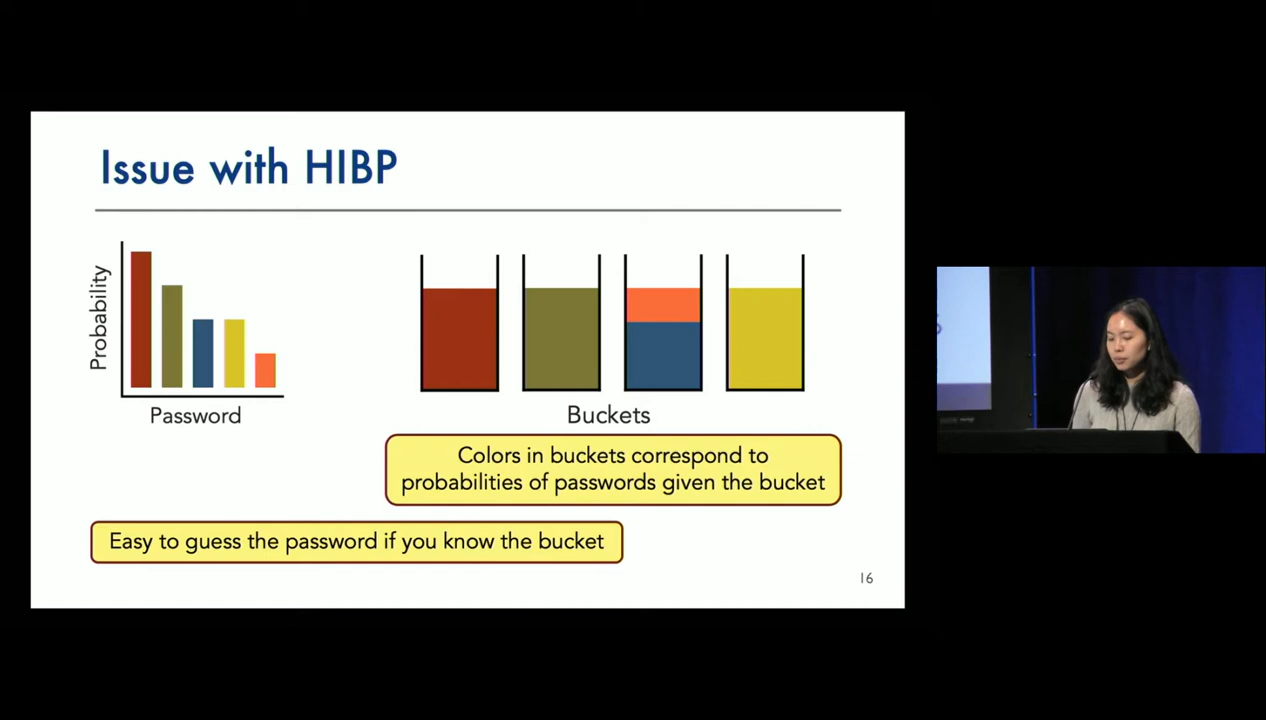 Issue with HIBP
Probability
Password
Buckets
Colors in buckets correspond to
probabilities of passwords given the bucket
Easy to guess the password if you know the bucket
16